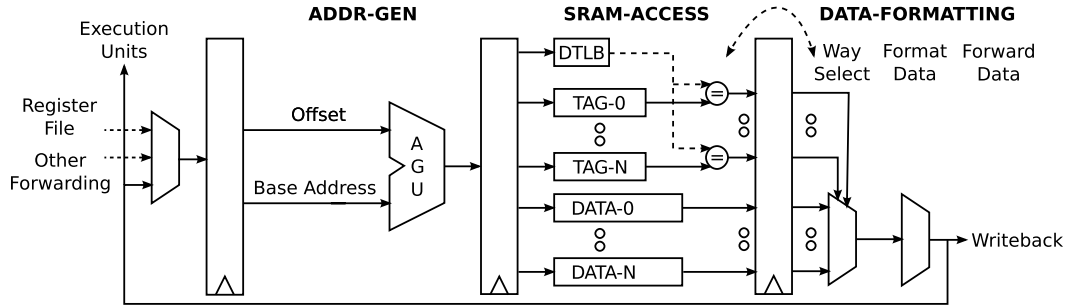 ADDR-GEN
SRAM-ACCESS
DATA-FORMATTING
Execution
Units
Register
File
Other
Forwarding
Offset
Base Address
A
G
U
DTLB
TAG-0
TAG-N
DATA-0
DATA-N
=
=
Way
Select
Format
Data
Forward
Data
Writeback